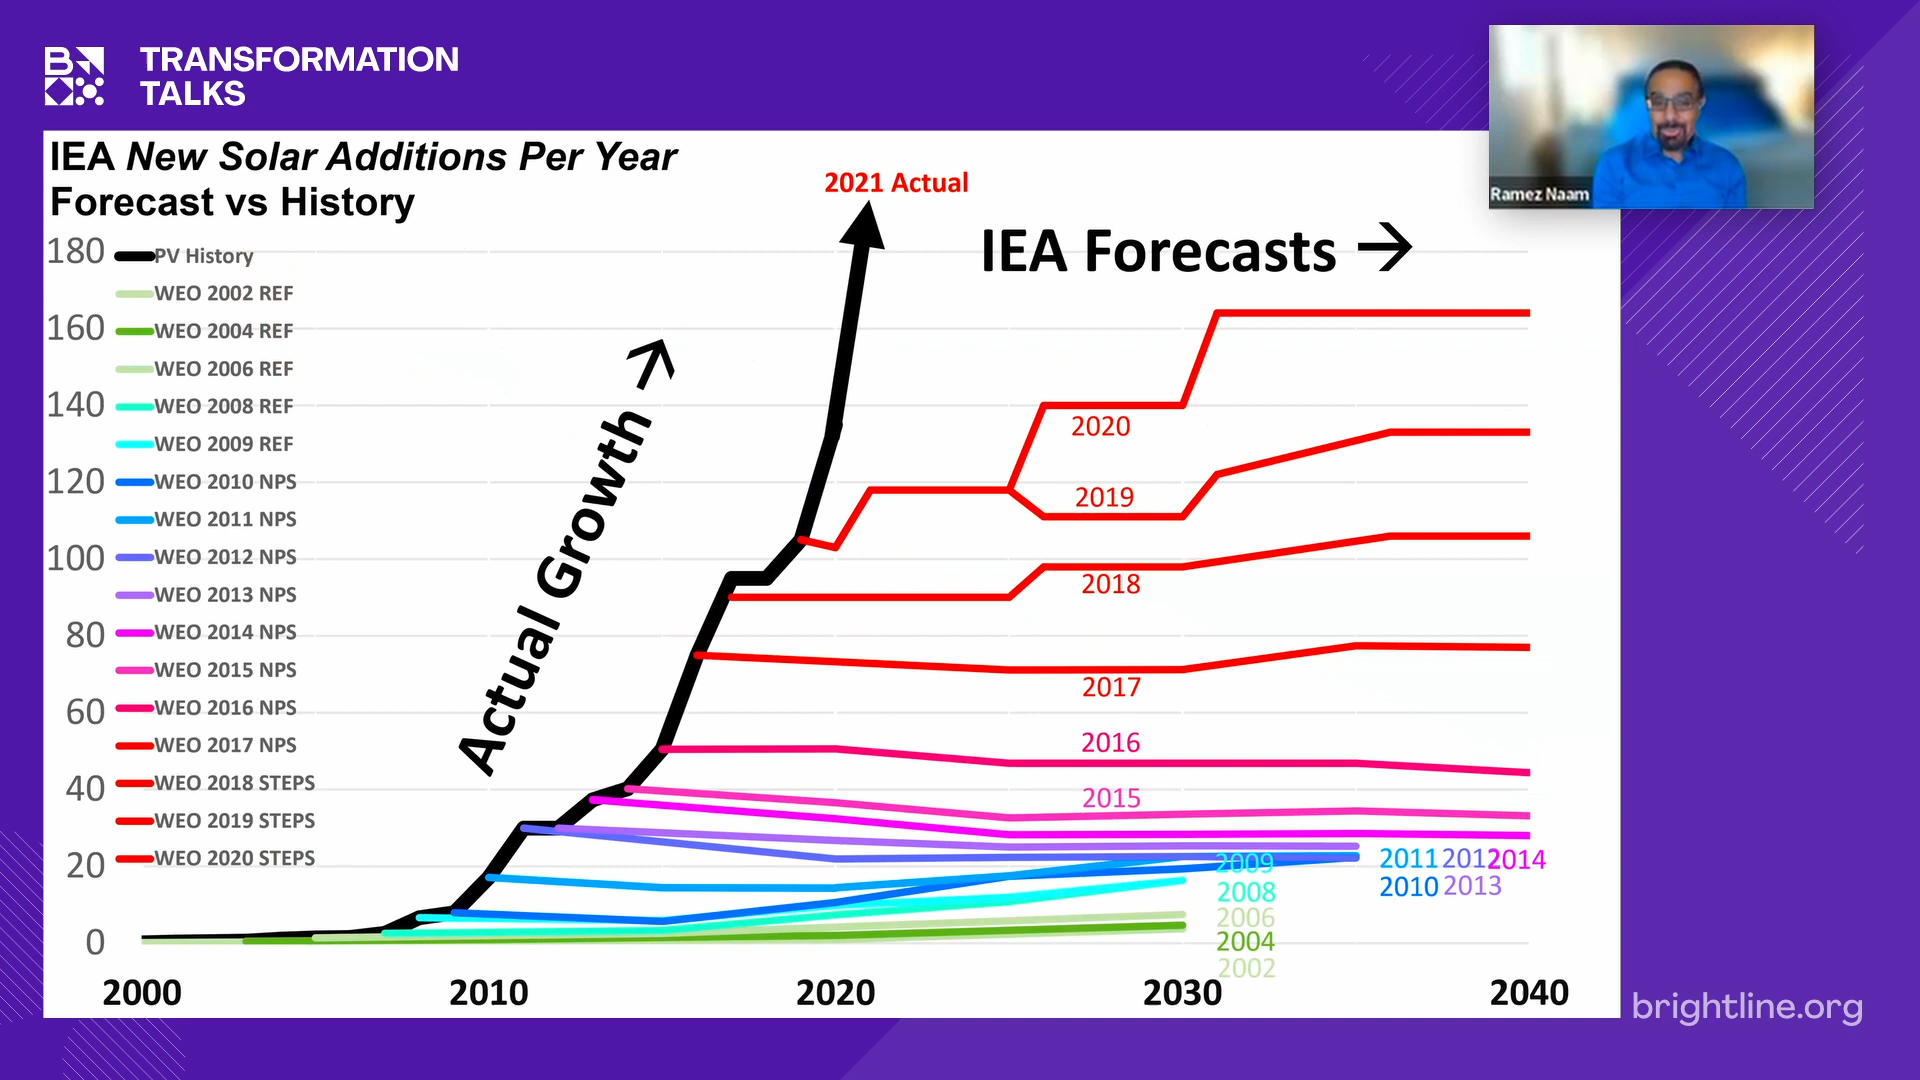 TRANSFORMATION
TALKS
Ramez Naam
IEA New Solar Additions Per Year
Forecast vs History
2021 Actual
IEA Forecasts →
Actual Growth →
180
160
140
120
100
80
60
40
20
0
PV History
WEO 2002 REF
WEO 2004 REF
WEO 2006 REF
WEO 2008 REF
WEO 2009 REF
WEO 2010 NPS
WEO 2011 NPS
WEO 2012 NPS
WEO 2013 NPS
WEO 2014 NPS
WEO 2015 NPS
WEO 2016 NPS
WEO 2017 NPS
WEO 2018 STEPS
WEO 2019 STEPS
WEO 2020 STEPS
2020
2019
2018
2017
2016
2015
2009
2008
2006
2004
2002
2011 2012 2014
2010 2013
2000 2010 2020 2030 2040
brightline.org